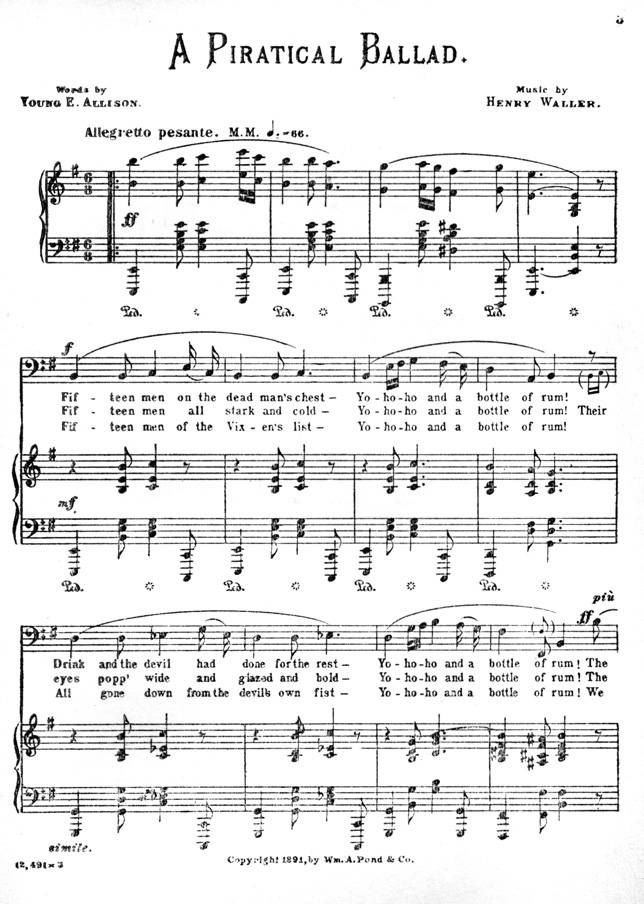 3
A PIRATICAL BALLAD.
Words by
YOUNG E. ALLISON.
Music by
HENRY WALLER.
Allegretto pesante. M.M. ♩.=66.
6/8
ff
6/8
Ped. Ped. * Ped. * Ped. *
f
Fif - teen men on the dead man's chest— Yo-ho-ho and a bottle of rum!
Fif - teen men all stark and cold— Yo-ho-ho and a bottle of rum! Their
Fif - teen men of the Vix-en's list— Yo-ho-ho and a bottle of rum!
mf
Ped. * Ped. * Ped. * Ped. *
più
ff
Drink and the devil had done for the rest— Yo-ho-ho and a bottle of rum! The
eyes popp' wide and glazed and bold— Yo-ho-ho and a bottle of rum! The
All gone down from the devil's own fist— Yo-ho-ho and a bottle of rum! We
simile.
12,491=3
Copyright 1891, by Wm. A. Pond & Co.